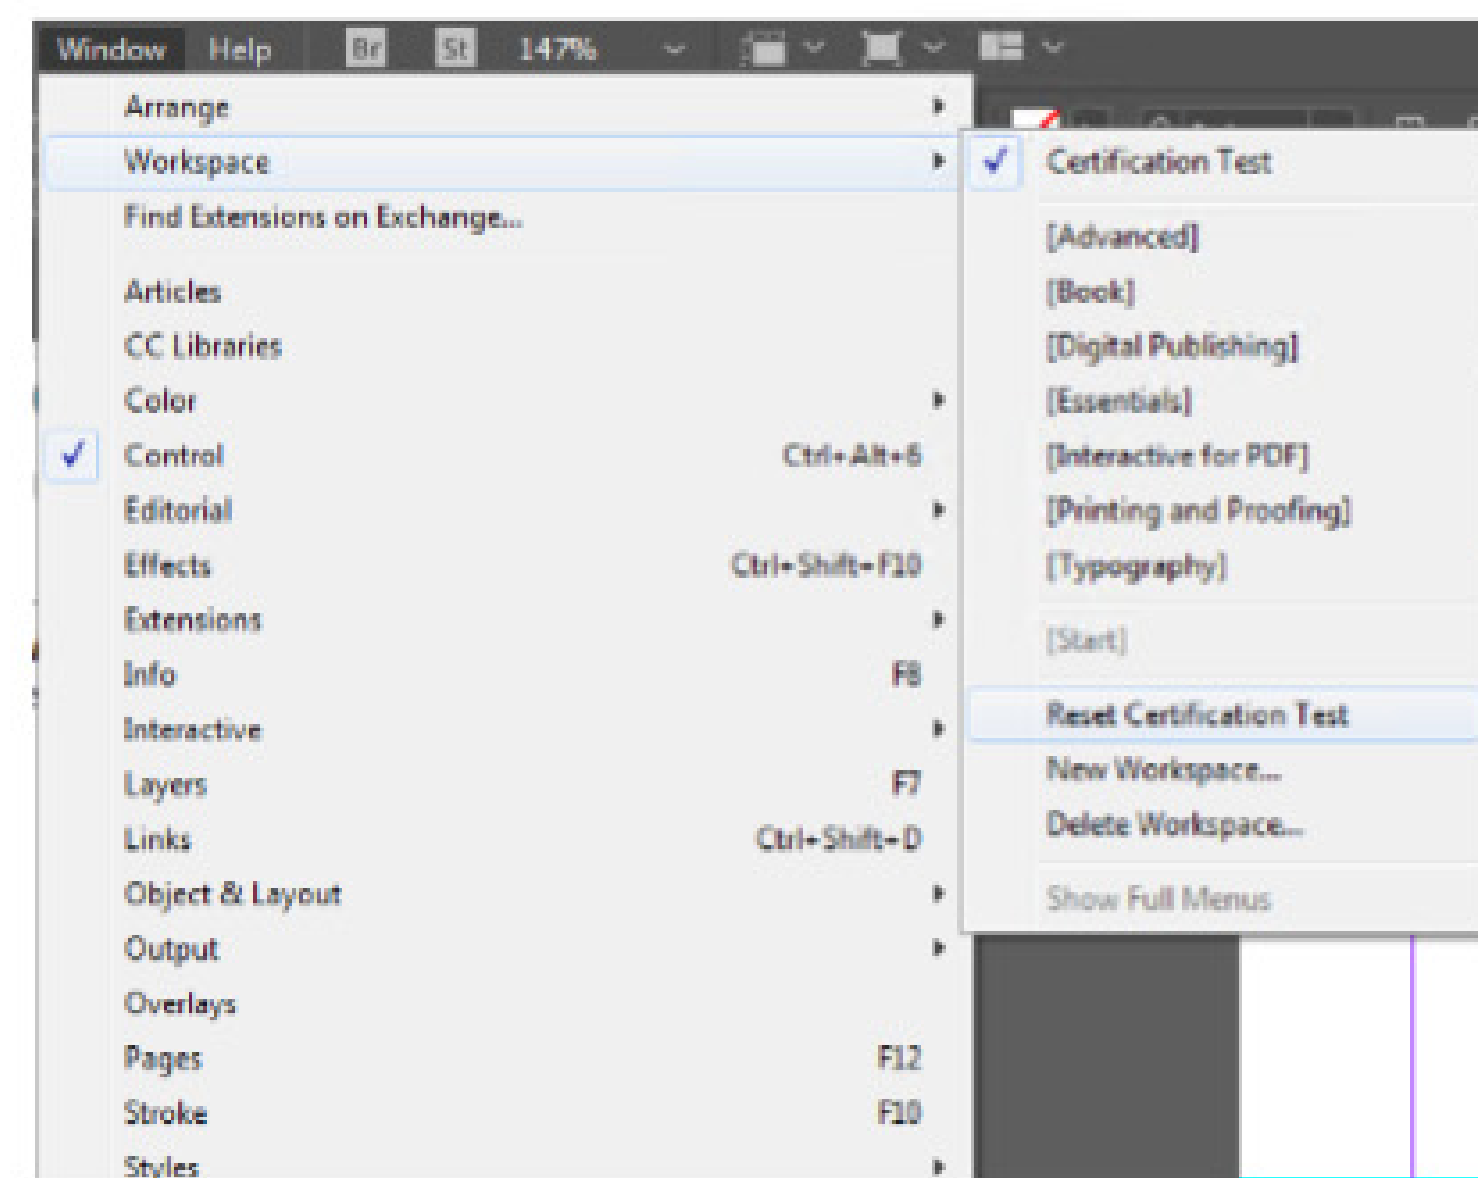 Window Help Br St 147%
Arrange
Workspace
Find Extensions on Exchange...
Articles
CC Libraries
Color
Control Ctrl+Alt+6
Editorial
Effects Ctrl+Shift+F10
Extensions
Info F8
Interactive
Layers F7
Links Ctrl+Shift+D
Object & Layout
Output
Overlays
Pages F12
Stroke F10
Styles
Certification Test
[Advanced]
[Book]
[Digital Publishing]
[Essentials]
[Interactive for PDF]
[Printing and Proofing]
[Typography]
[Start]
Reset Certification Test
New Workspace...
Delete Workspace...
Show Full Menus